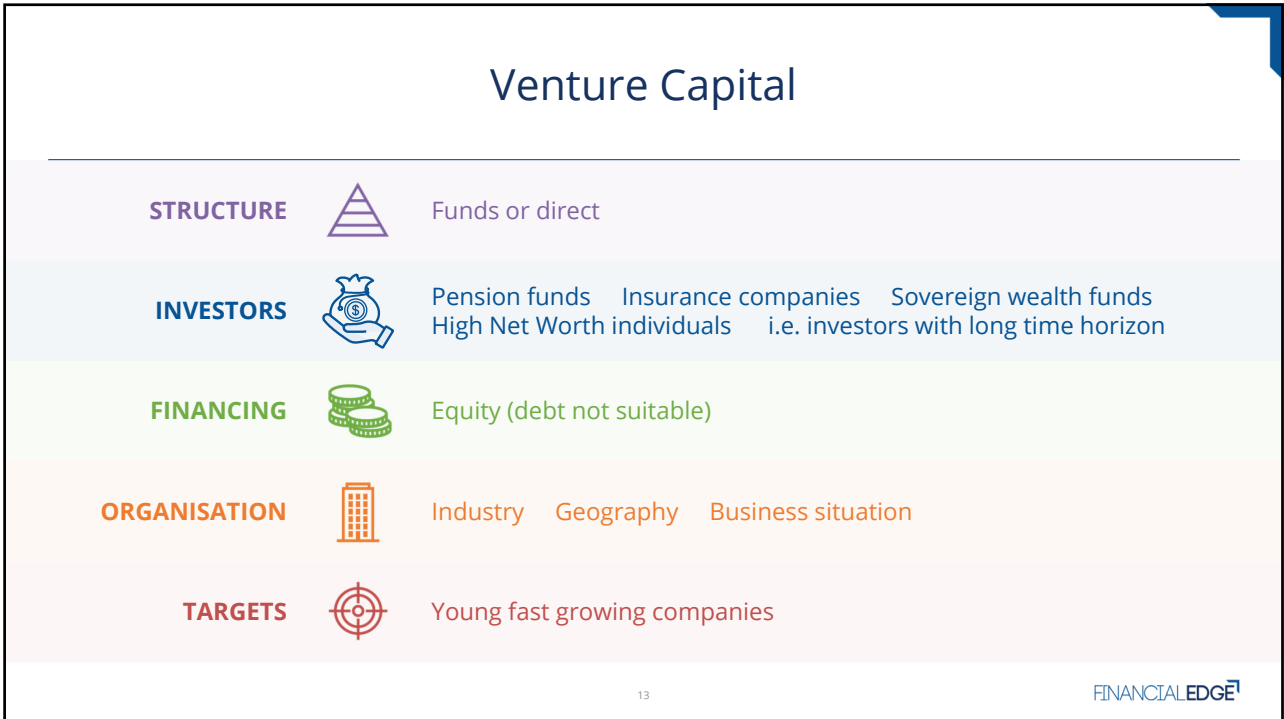 Venture Capital
STRUCTURE
Funds or direct
INVESTORS
$
Pension funds Insurance companies Sovereign wealth funds
High Net Worth individuals i.e. investors with long time horizon
FINANCING
Equity (debt not suitable)
ORGANISATION
Industry Geography Business situation
TARGETS
Young fast growing companies
13
FINANCIALEDGE